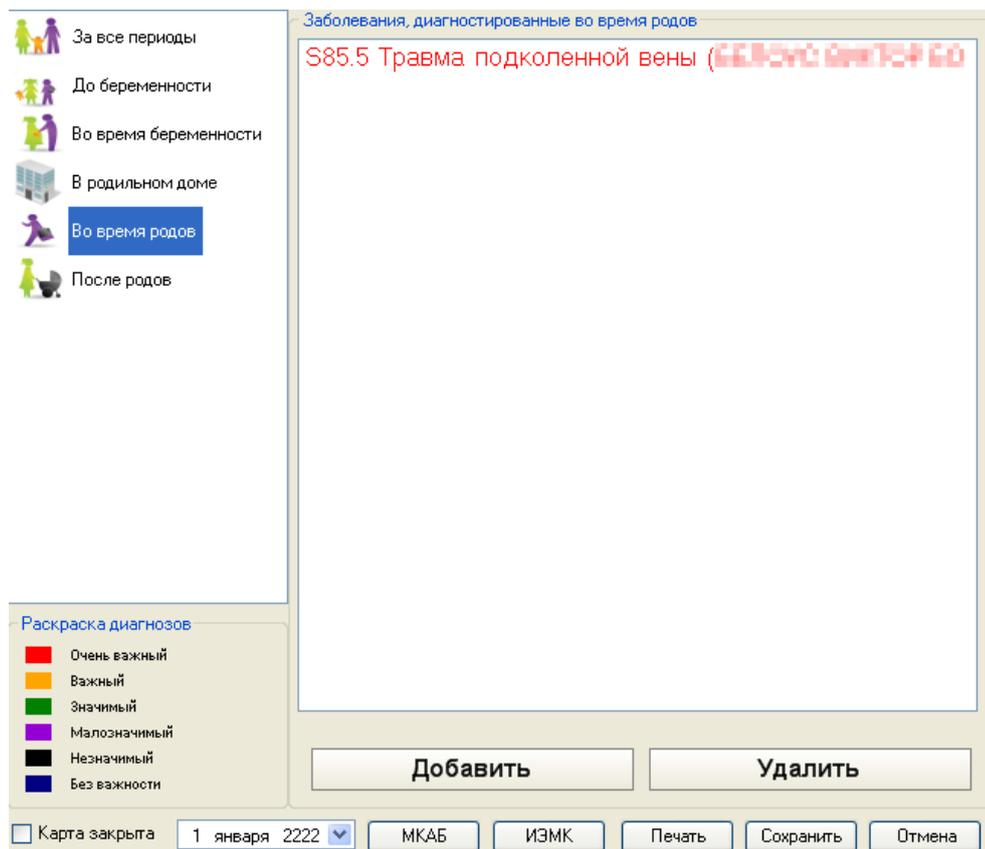 За все периоды
До беременности
Во время беременности
В родильном доме
Во время родов
После родов
Заболевания, диагностированные во время родов
S85.5 Травма подколенной вены (
Раскраска диагнозов
Очень важный
Важный
Значимый
Малозначимый
Незначимый
Без важности
Добавить
Удалить
Карта закрыта 1 января 2222 МКАБ ИЭМК Печать Сохранить Отмена